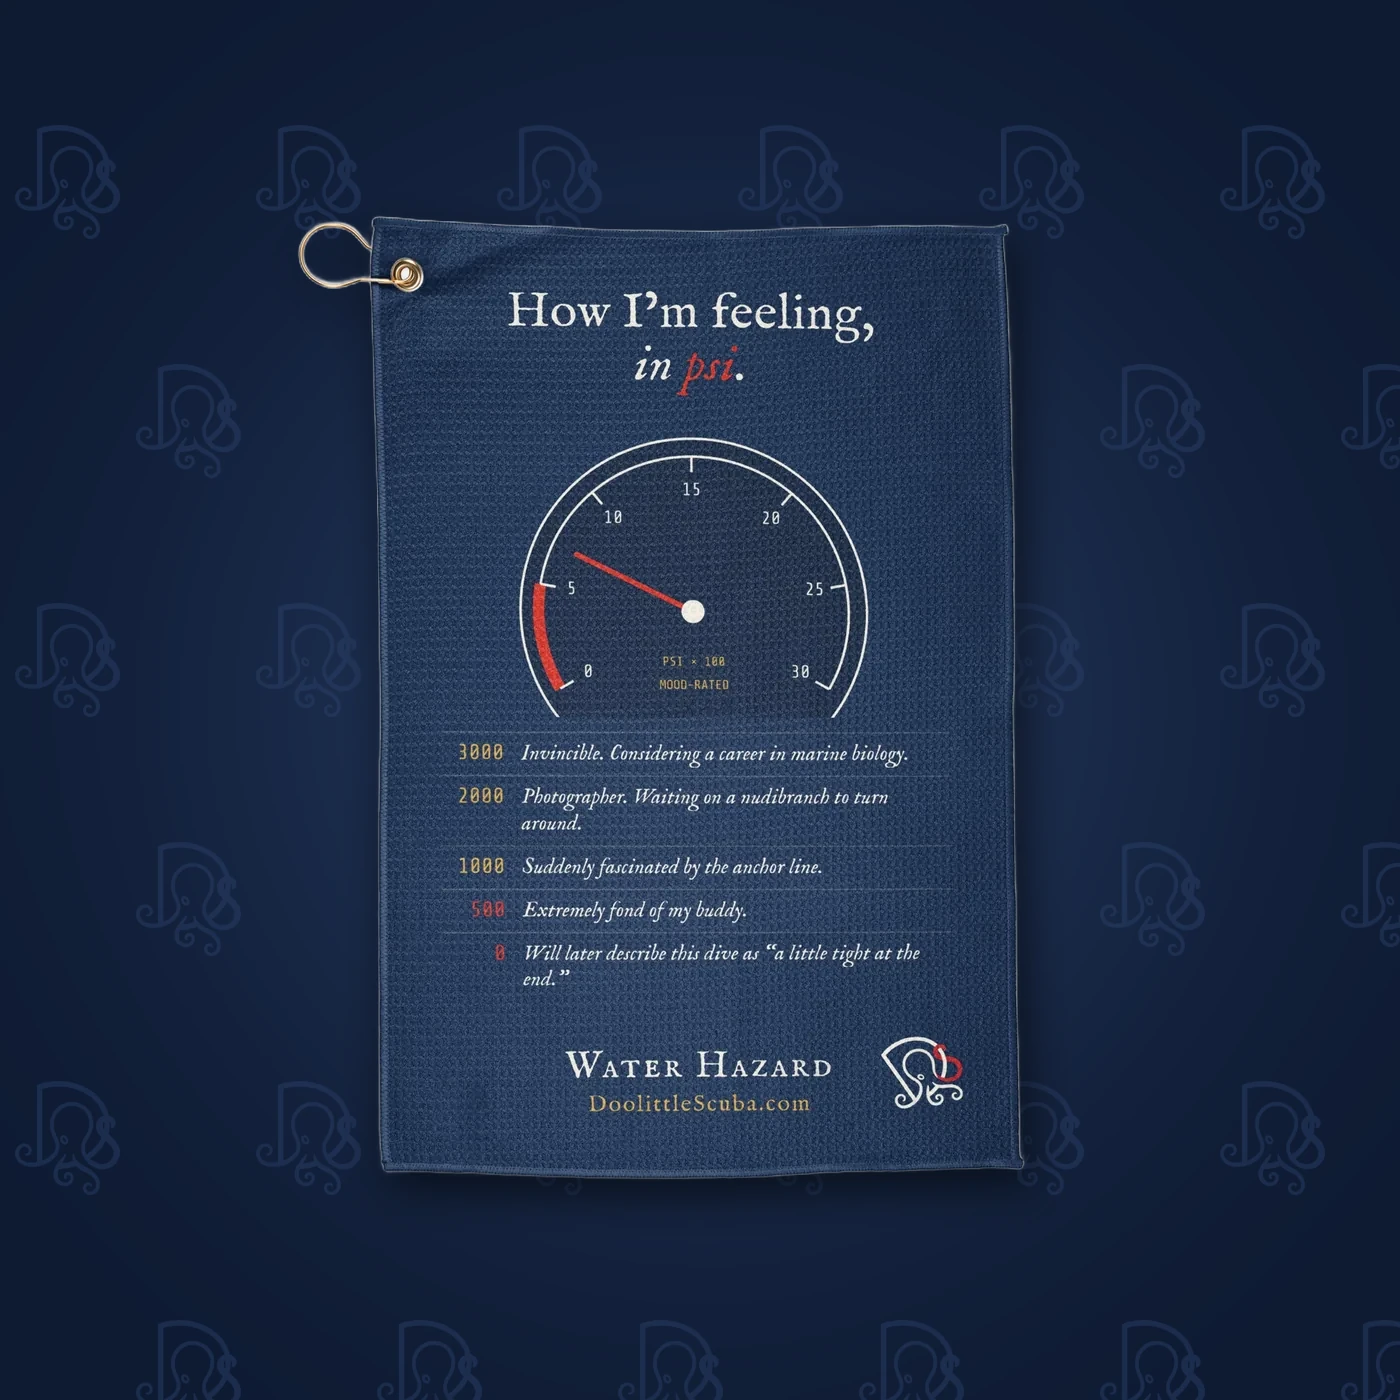 How I'm feeling,
in psi.
15
10
20
5
25
0
30
PSI × 100
MOOD-RATED
3000 Invincible. Considering a career in marine biology.
2000 Photographer. Waiting on a nudibranch to turn
around.
1000 Suddenly fascinated by the anchor line.
500 Extremely fond of my buddy.
0 Will later describe this dive as “a little tight at the
end.”
WATER HAZARD
DoolittleScuba.com